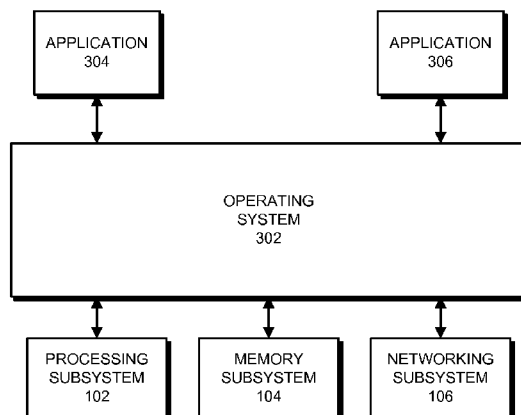 APPLICATION
304
APPLICATION
306
OPERATING
SYSTEM
302
PROCESSING
SUBSYSTEM
102
MEMORY
SUBSYSTEM
104
NETWORKING
SUBSYSTEM
106